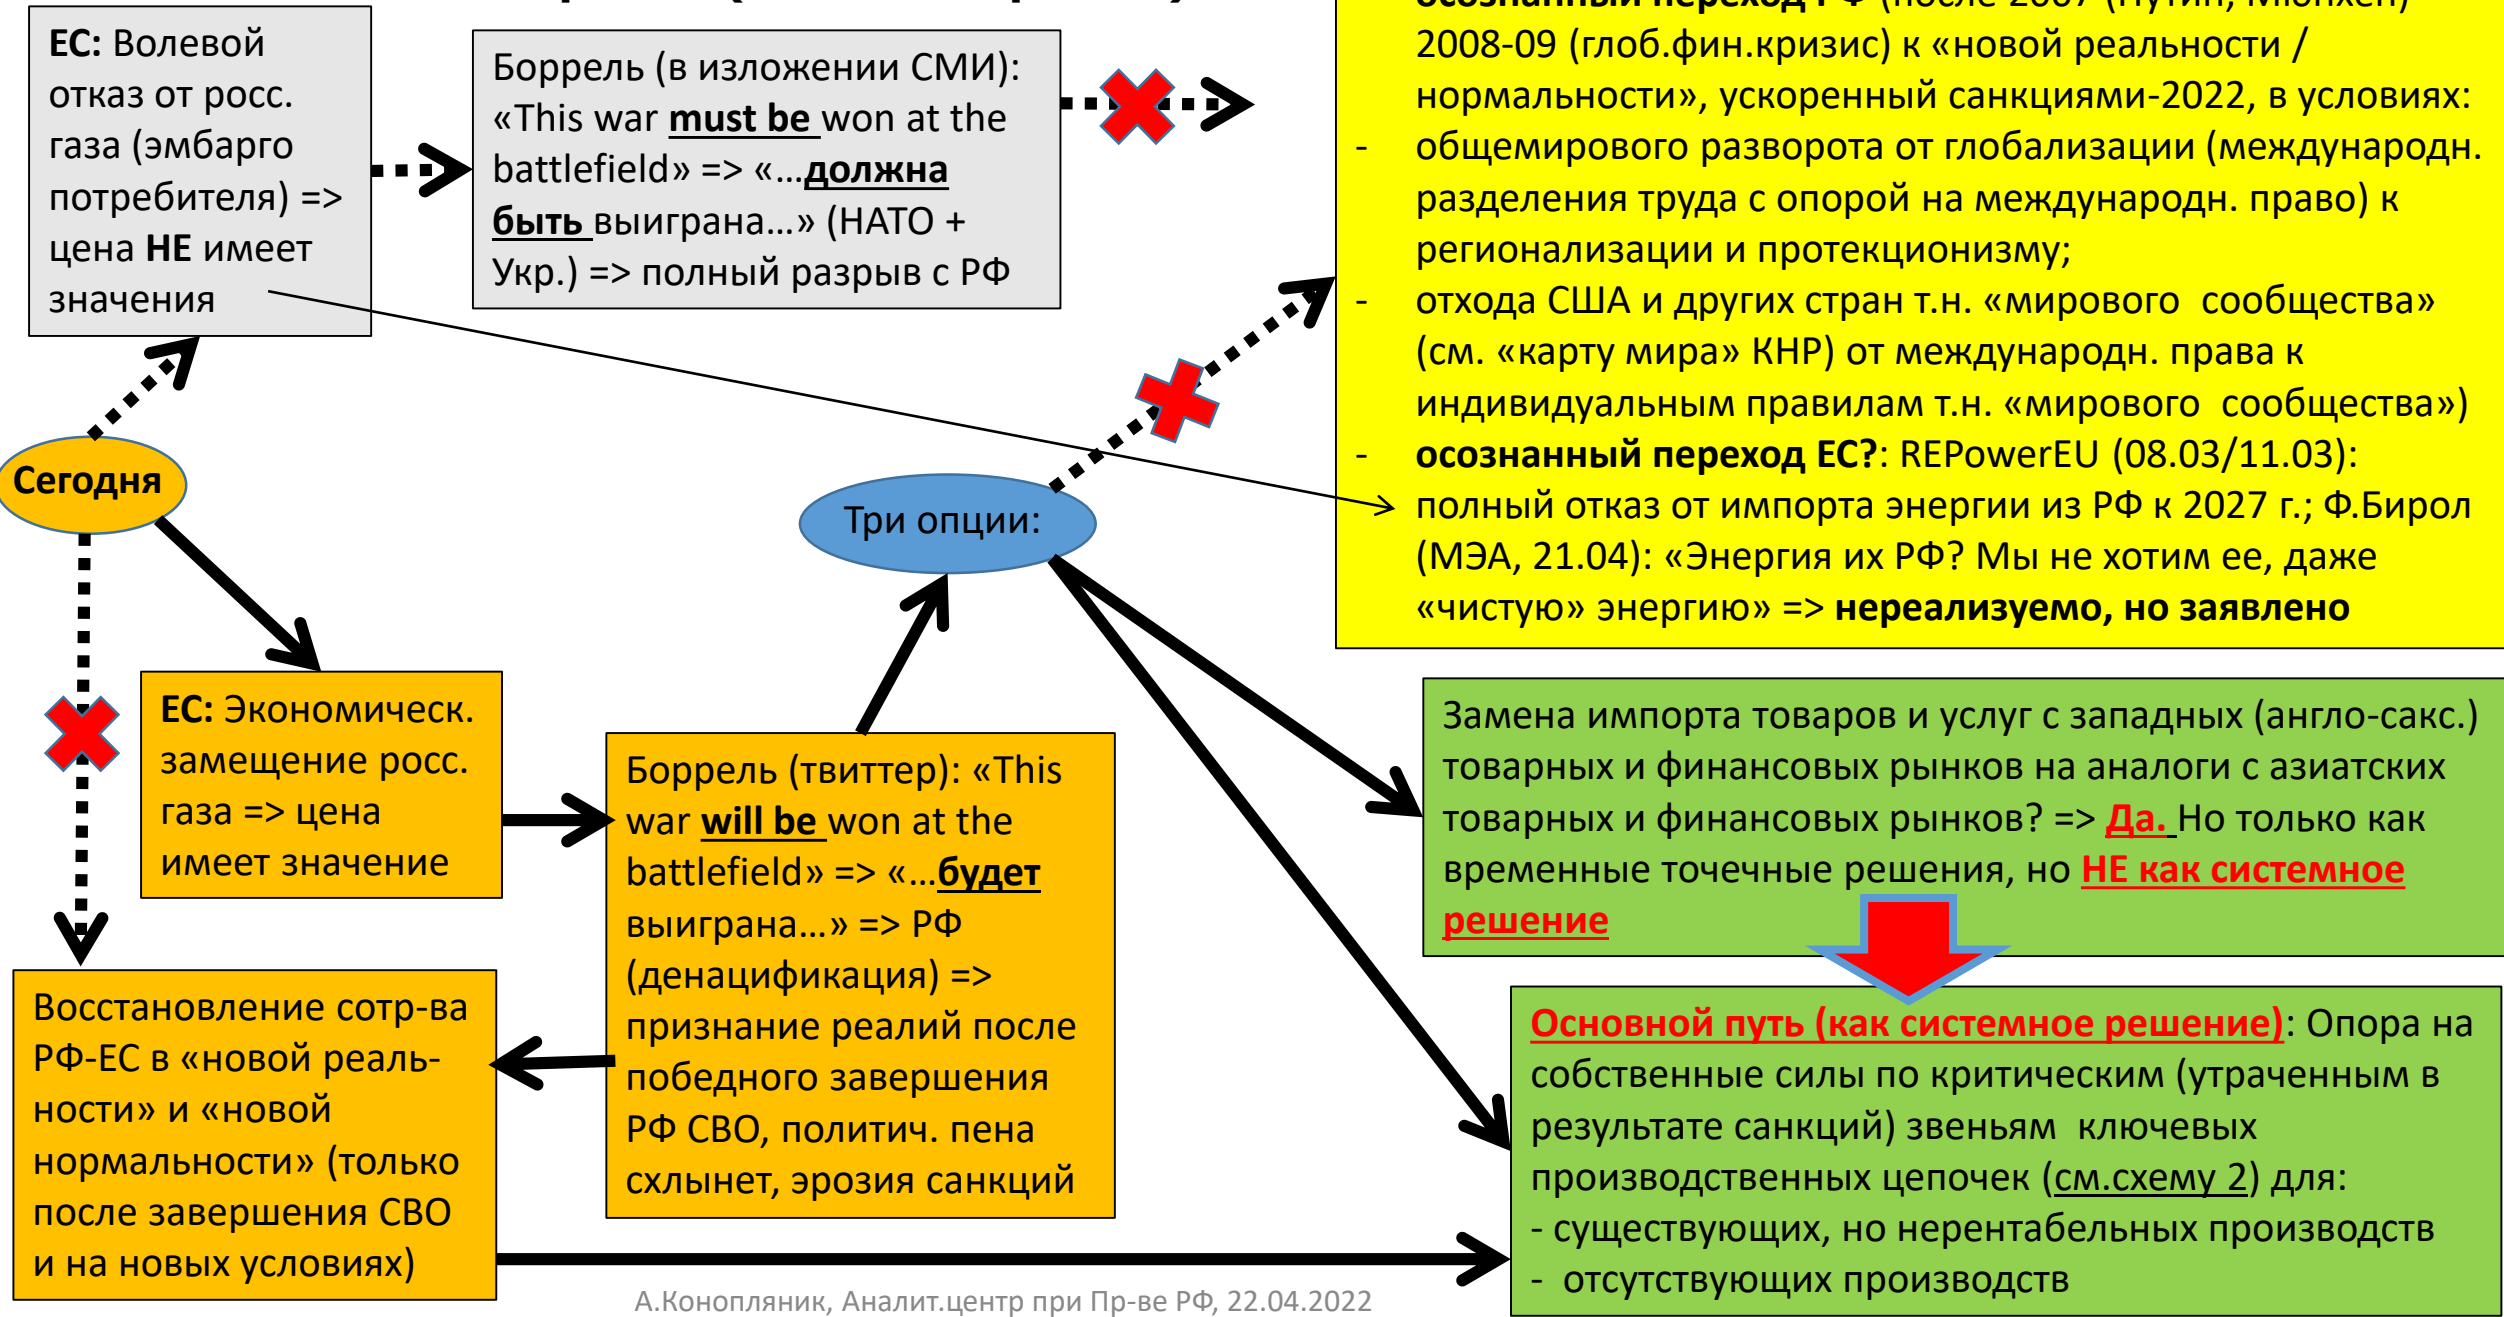 ЕС: Волевой
отказ от росс.
газа (эмбарго
потребителя) =>
цена НЕ имеет
значения
Боррель (в изложении СМИ):
«This war must be won at the
battlefield» => «…должна
быть выиграна…» (НАТО +
Укр.) => полный разрыв с РФ
2008-09 (глоб.фин.кризис) к «новой реальности /
нормальности», ускоренный санкциями-2022, в условиях:
- общемирового разворота от глобализации (международн.
разделения труда с опорой на международн. право) к
регионализации и протекционизму;
- отхода США и других стран т.н. «мирового сообщества»
(см. «карту мира» КНР) от международн. права к
индивидуальным правилам т.н. «мирового сообщества»)
- осознанный переход ЕС?: REPowerEU (08.03/11.03):
полный отказ от импорта энергии из РФ к 2027 г.; Ф.Бирол
(МЭА, 21.04): «Энергия их РФ? Мы не хотим ее, даже
«чистую» энергию» => нереализуемо, но заявлено
Сегодня
Три опции:
ЕС: Экономическ.
замещение росс.
газа => цена
имеет значение
Боррель (твиттер): «This
war will be won at the
battlefield» => «…будет
выиграна…» => РФ
(денацификация) =>
признание реалий после
победного завершения
РФ СВО, политич. пена
схлынет, эрозия санкций
Замена импорта товаров и услуг с западных (англо-сакс.)
товарных и финансовых рынков на аналоги с азиатских
товарных и финансовых рынков? => Да. Но только как
временные точечные решения, но НЕ как системное
решение
Восстановление сотр-ва
РФ-ЕС в «новой реаль-
ности» и «новой
нормальности» (только
после завершения СВО
и на новых условиях)
Основной путь (как системное решение): Опора на
собственные силы по критическим (утраченным в
результате санкций) звеньям ключевых
производственных цепочек (см.схему 2) для:
- существующих, но нерентабельных производств
- отсутствующих производств
А.Конопляник, Аналит.центр при Пр-ве РФ, 22.04.2022